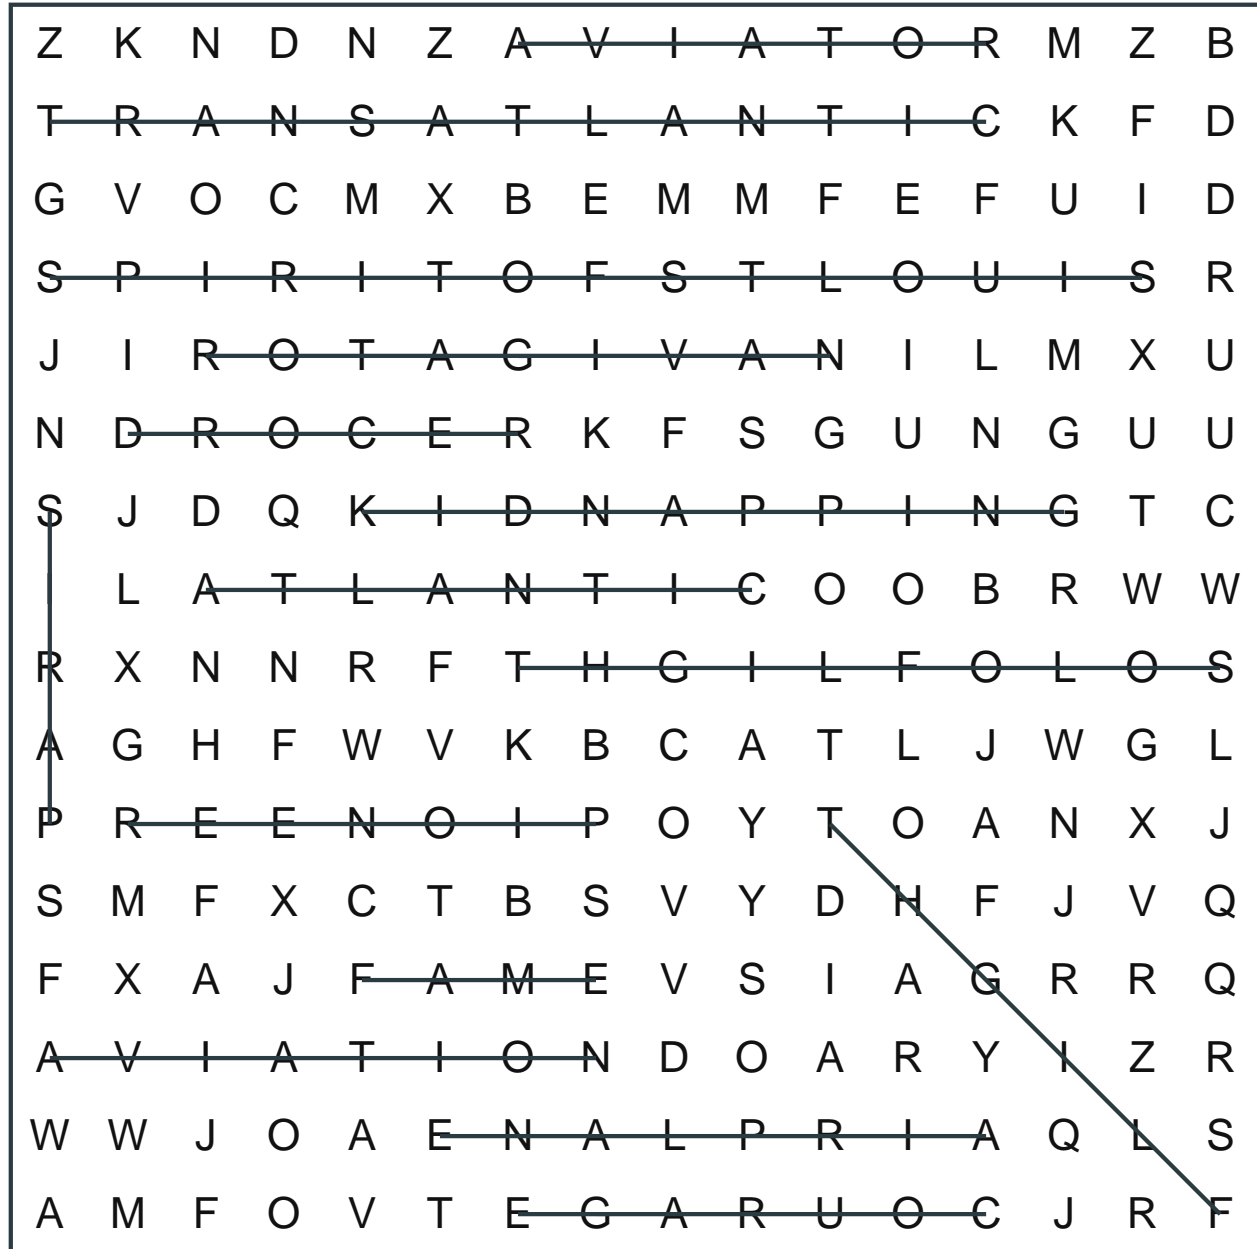 Z K N D N Z A V I A T O R M Z B
T R A N S A T L A N T I C K F D
G V O C M X B E M M F E F U I D
S P I R I T O F S T L O U I S R
J I R O T A G I V A N I L M X U
N D R O C E R K F S G U N G U U
S J D Q K I D N A P P I N G T C
I L A T L A N T I C O O B R W W
R X N N R F T H G I L F O L O S
A G H F W V K B C A T L J W G L
P R E E N O I P O Y T O A N X J
S M F X C T B S V Y D H F J V Q
F X A J F A M E V S I A G R R Q
A V I A T I O N D O A R Y I Z R
W W J O A E N A L P R I A Q L S
A M F O V T E G A R U O C J R F